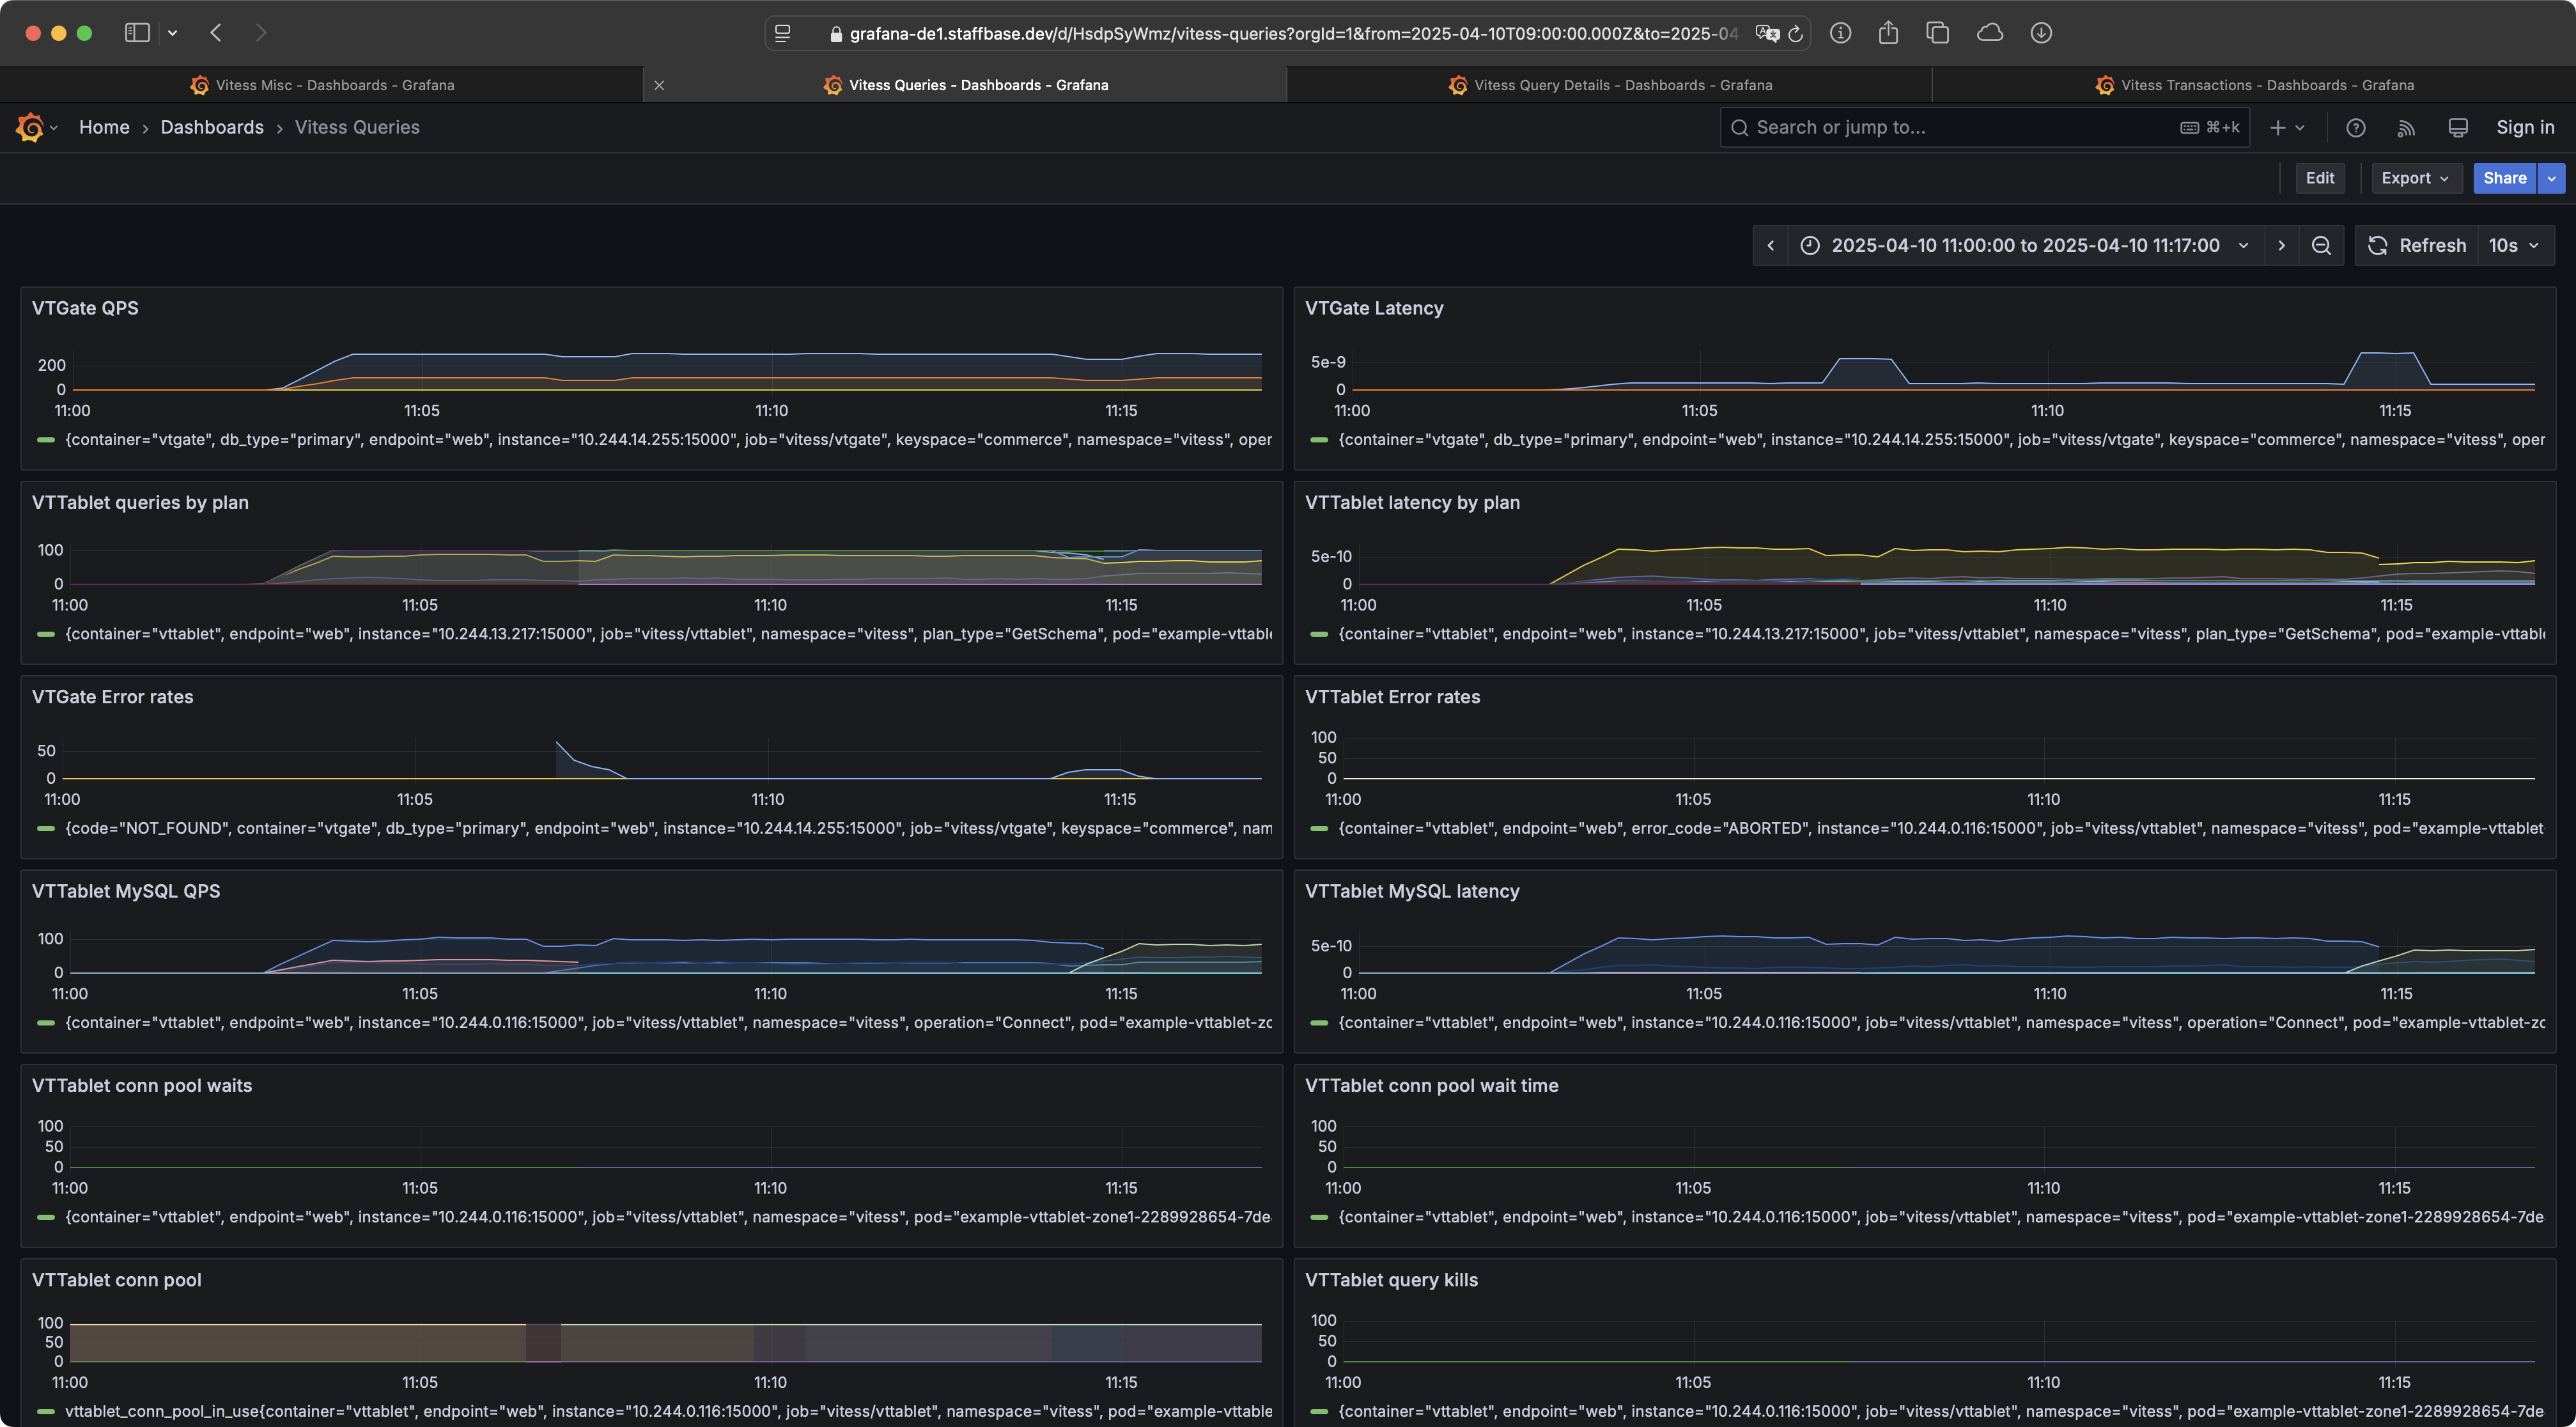 grafana-de1.staffbase.dev/d/HsdpSyWmz/vitess-queries?orgId=1&from=2025-04-10T09:00:00.000Z&to=2025-04-
Vitess Misc - Dashboards - Grafana
Vitess Queries - Dashboards - Grafana
Vitess Query Details - Dashboards - Grafana
Vitess Transactions - Dashboards - Grafana
Home › Dashboards › Vitess Queries
Search or jump to...
⌘+k
Sign in
Edit
Export
Share
2025-04-10 11:00:00 to 2025-04-10 11:17:00
Refresh
10s
VTGate QPS
200
0
11:00 11:05 11:10 11:15
{container="vtgate", db_type="primary", endpoint="web", instance="10.244.14.255:15000", job="vitess/vtgate", keyspace="commerce", namespace="vitess", oper
VTGate Latency
5e-9
0
11:00 11:05 11:10 11:15
{container="vtgate", db_type="primary", endpoint="web", instance="10.244.14.255:15000", job="vitess/vtgate", keyspace="commerce", namespace="vitess", oper
VTTablet queries by plan
100
0
11:00 11:05 11:10 11:15
{container="vttablet", endpoint="web", instance="10.244.13.217:15000", job="vitess/vttablet", namespace="vitess", plan_type="GetSchema", pod="example-vttable
VTTablet latency by plan
5e-10
0
11:00 11:05 11:10 11:15
{container="vttablet", endpoint="web", instance="10.244.13.217:15000", job="vitess/vttablet", namespace="vitess", plan_type="GetSchema", pod="example-vttable
VTGate Error rates
50
0
11:00 11:05 11:10 11:15
{code="NOT_FOUND", container="vtgate", db_type="primary", endpoint="web", instance="10.244.14.255:15000", job="vitess/vtgate", keyspace="commerce", nam
VTTablet Error rates
100
50
0
11:00 11:05 11:10 11:15
{container="vttablet", endpoint="web", error_code="ABORTED", instance="10.244.0.116:15000", job="vitess/vttablet", namespace="vitess", pod="example-vttablet-
VTTablet MySQL QPS
100
0
11:00 11:05 11:10 11:15
{container="vttablet", endpoint="web", instance="10.244.0.116:15000", job="vitess/vttablet", namespace="vitess", operation="Connect", pod="example-vttablet-zo
VTTablet MySQL latency
5e-10
0
11:00 11:05 11:10 11:15
{container="vttablet", endpoint="web", instance="10.244.0.116:15000", job="vitess/vttablet", namespace="vitess", operation="Connect", pod="example-vttablet-zo
VTTablet conn pool waits
100
50
0
11:00 11:05 11:10 11:15
{container="vttablet", endpoint="web", instance="10.244.0.116:15000", job="vitess/vttablet", namespace="vitess", pod="example-vttablet-zone1-2289928654-7de
VTTablet conn pool wait time
100
50
0
11:00 11:05 11:10 11:15
{container="vttablet", endpoint="web", instance="10.244.0.116:15000", job="vitess/vttablet", namespace="vitess", pod="example-vttablet-zone1-2289928654-7de
VTTablet conn pool
100
50
0
11:00 11:05 11:10 11:15
vttablet_conn_pool_in_use{container="vttablet", endpoint="web", instance="10.244.0.116:15000", job="vitess/vttablet", namespace="vitess", pod="example-vttable
VTTablet query kills
100
50
0
11:00 11:05 11:10 11:15
{container="vttablet", endpoint="web", instance="10.244.0.116:15000", job="vitess/vttablet", namespace="vitess", pod="example-vttablet-zone1-2289928654-7de